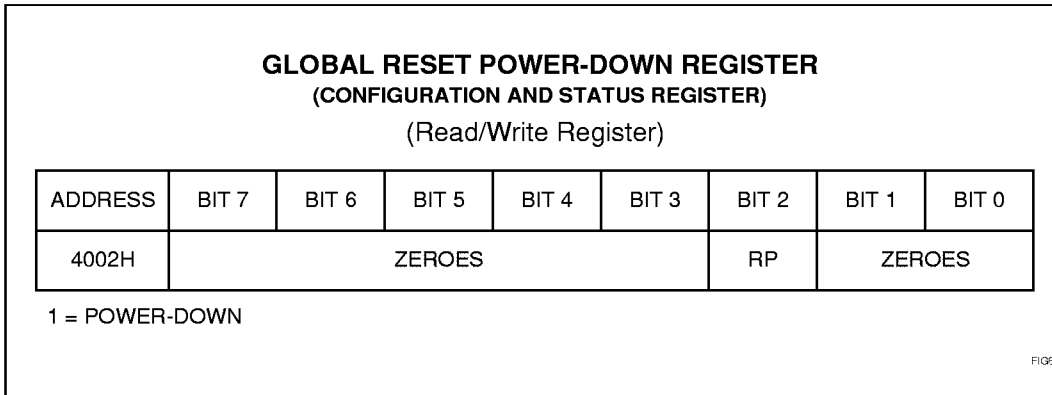 GLOBAL RESET POWER-DOWN REGISTER
(CONFIGURATION AND STATUS REGISTER)
(Read/Write Register)
ADDRESS BIT 7 BIT 6 BIT 5 BIT 4 BIT 3 BIT 2 BIT 1 BIT 0
4002H ZEROES RP ZEROES
1 = POWER-DOWN